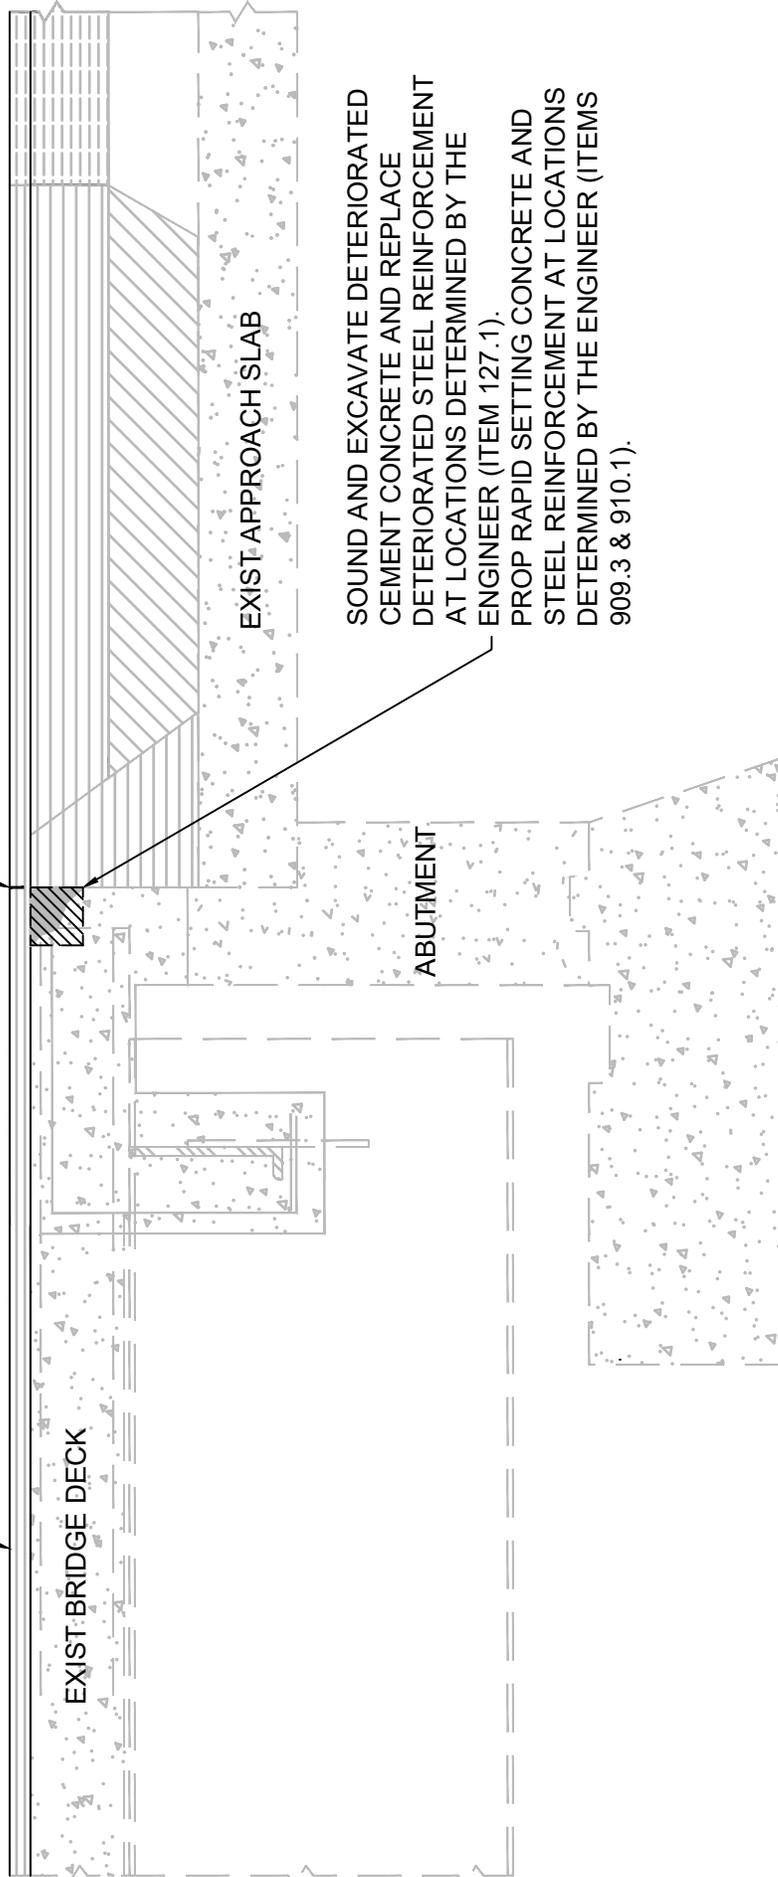 EXIST BRIDGE DECK
ABUTMENT
EXIST APPROACH SLAB
SOUND AND EXCAVATE DETERIORATED
CEMENT CONCRETE AND REPLACE
DETERIORATED STEEL REINFORCEMENT
AT LOCATIONS DETERMINED BY THE
ENGINEER (ITEM 127.1).
PROP RAPID SETTING CONCRETE AND
STEEL REINFORCEMENT AT LOCATIONS
DETERMINED BY THE ENGINEER (ITEMS
909.3 & 910.1).